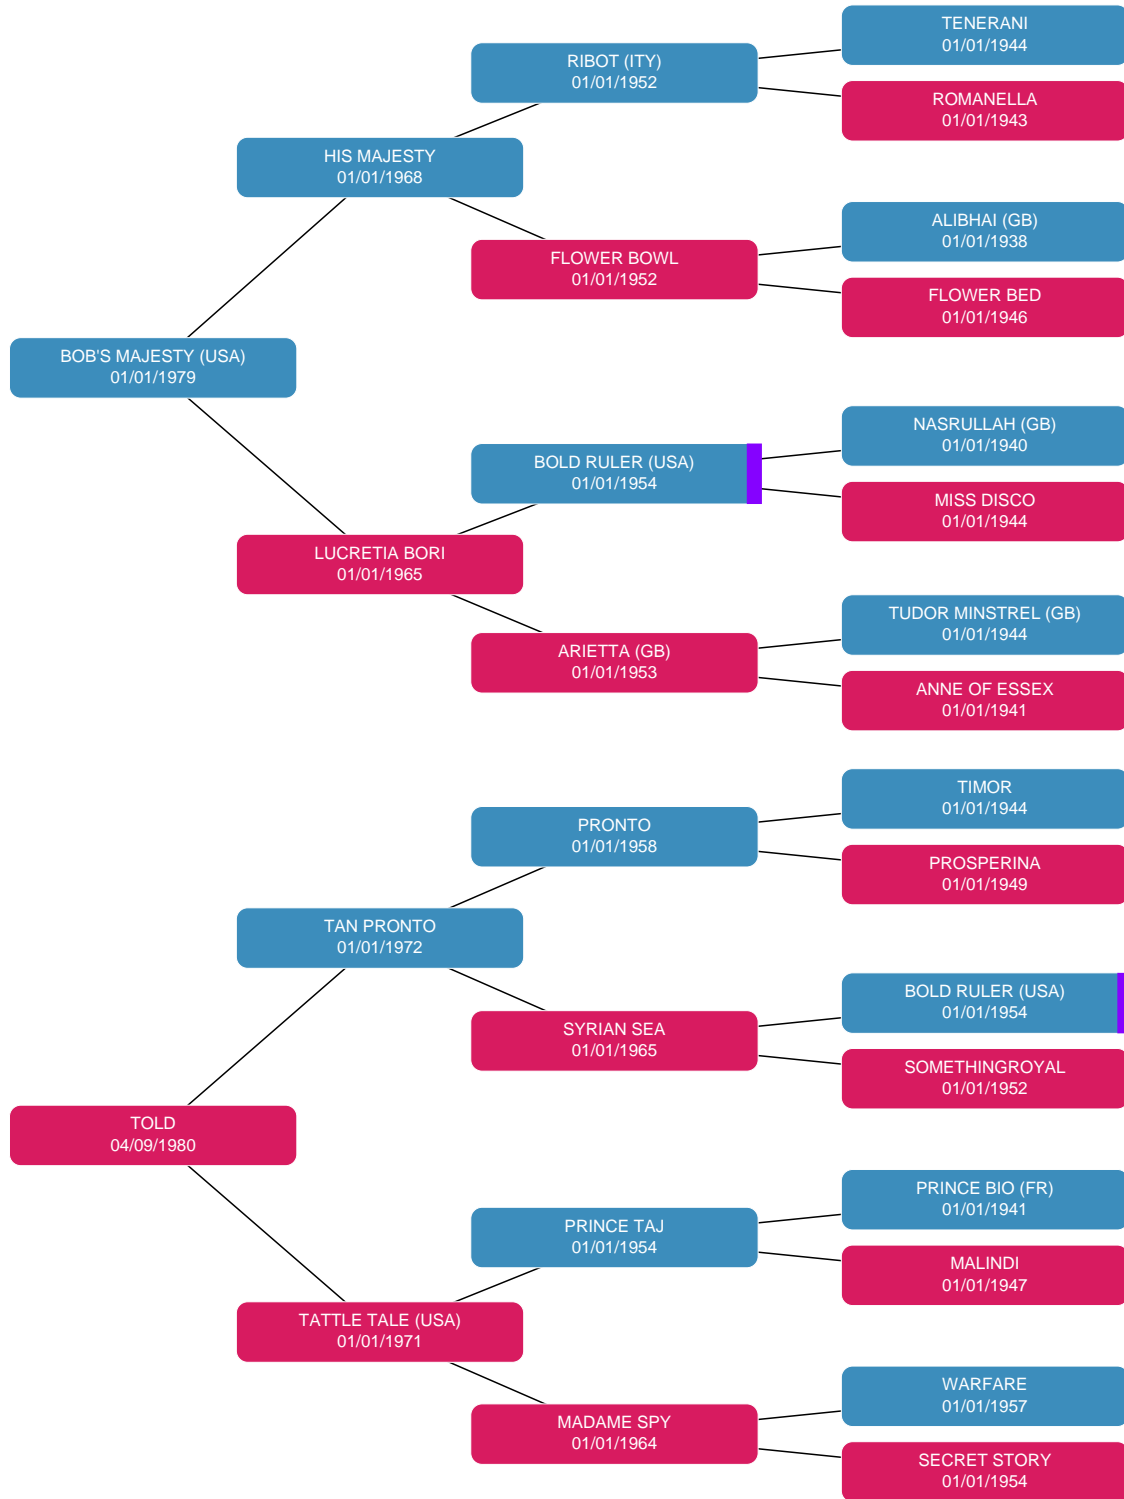 TENERANI
01/01/1944
RIBOT (ITY)
01/01/1952
ROMANELLA
01/01/1943
HIS MAJESTY
01/01/1968
ALIBHAI (GB)
01/01/1938
FLOWER BOWL
01/01/1952
FLOWER BED
01/01/1946
BOB'S MAJESTY (USA)
01/01/1979
NASRULLAH (GB)
01/01/1940
BOLD RULER (USA)
01/01/1954
MISS DISCO
01/01/1944
LUCRETIA BORI
01/01/1965
TUDOR MINSTREL (GB)
01/01/1944
ARIETTA (GB)
01/01/1953
ANNE OF ESSEX
01/01/1941
TIMOR
01/01/1944
PRONTO
01/01/1958
PROSPERINA
01/01/1949
TAN PRONTO
01/01/1972
BOLD RULER (USA)
01/01/1954
SYRIAN SEA
01/01/1965
SOMETHINGROYAL
01/01/1952
TOLD
04/09/1980
PRINCE BIO (FR)
01/01/1941
PRINCE TAJ
01/01/1954
MALINDI
01/01/1947
TATTLE TALE (USA)
01/01/1971
WARFARE
01/01/1957
MADAME SPY
01/01/1964
SECRET STORY
01/01/1954